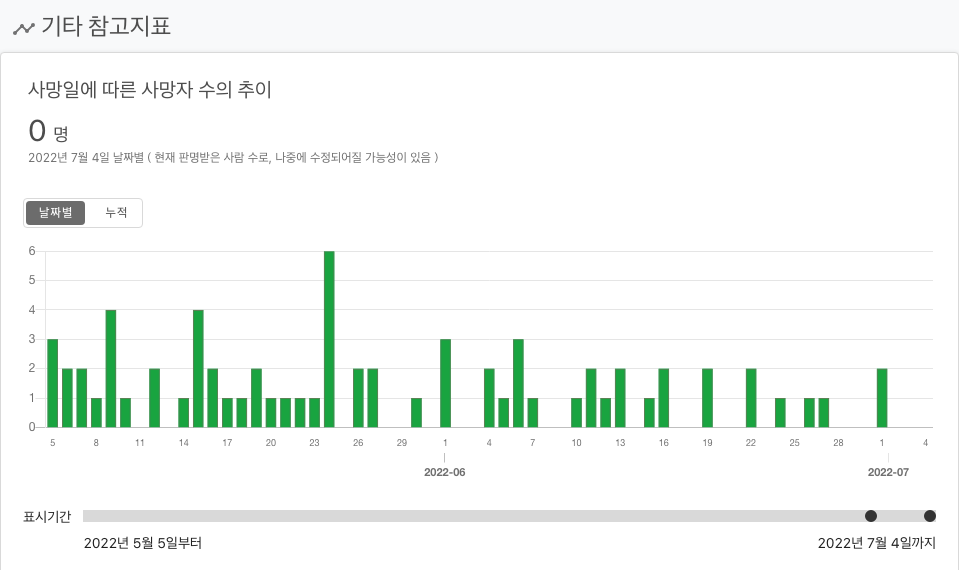 기타 참고지표
사망일에 따른 사망자 수의 추이
0 명
2022년 7월 4일 날짜별 ( 현재 판명받은 사람 수로, 나중에 수정되어질 가능성이 있음 )
날짜별 누적
6
5
4
3
2
1
0
5 8 11 14 17 20 23 26 29 1 4 7 10 13 16 19 22 25 28 1 4
2022-06 2022-07
표시기간
2022년 5월 5일부터 2022년 7월 4일까지